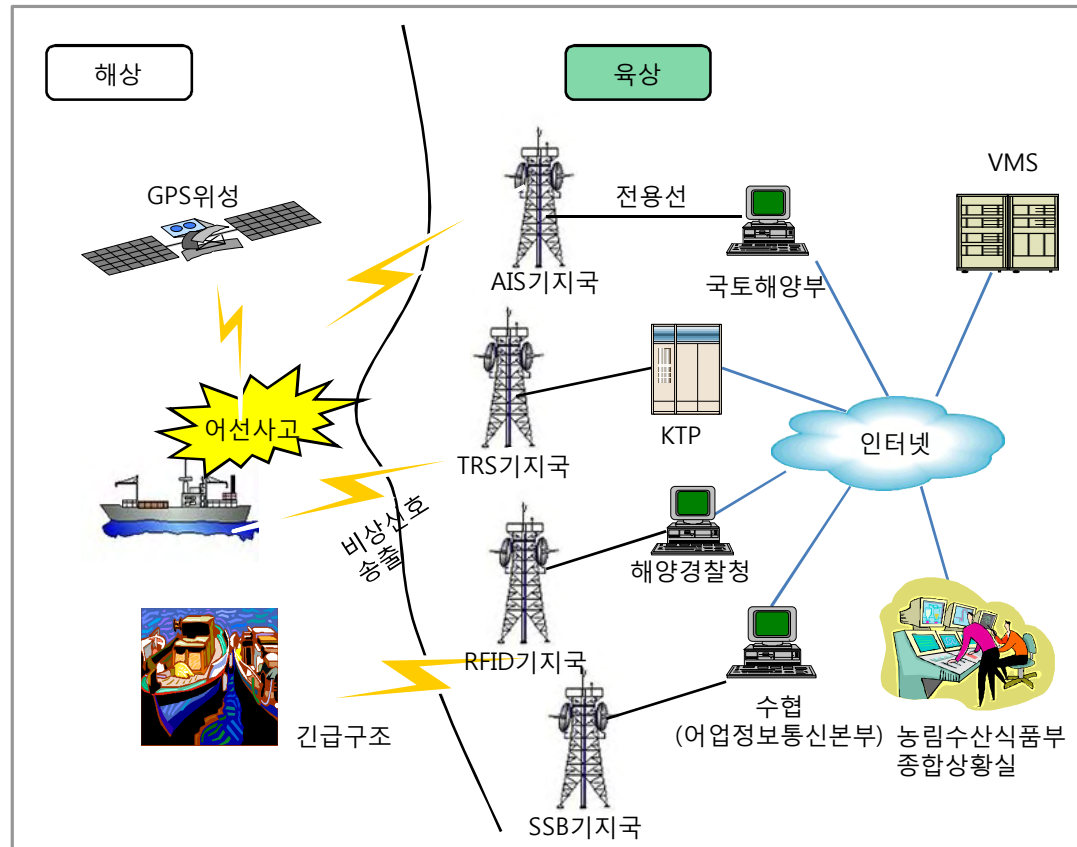 해상
육상
GPS위성
VMS
전용선
AIS기지국
국토해양부
어선사고
TRS기지국
KTP
인터넷
비상신호
송출
해양경찰청
RFID기지국
긴급구조
수협
(어업정보통신본부)
농림수산식품부
종합상황실
SSB기지국